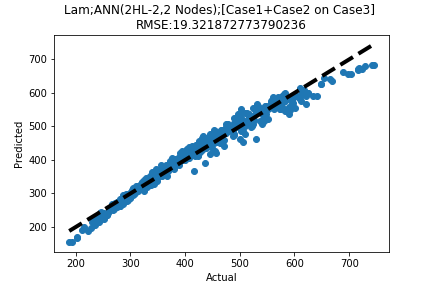 Lam;ANN(2HL-2,2 Nodes);[Case1+Case2 on Case3]
RMSE:19.321872773790236
700
600
500
400
300
200
Predicted
200 300 400 500 600 700
Actual